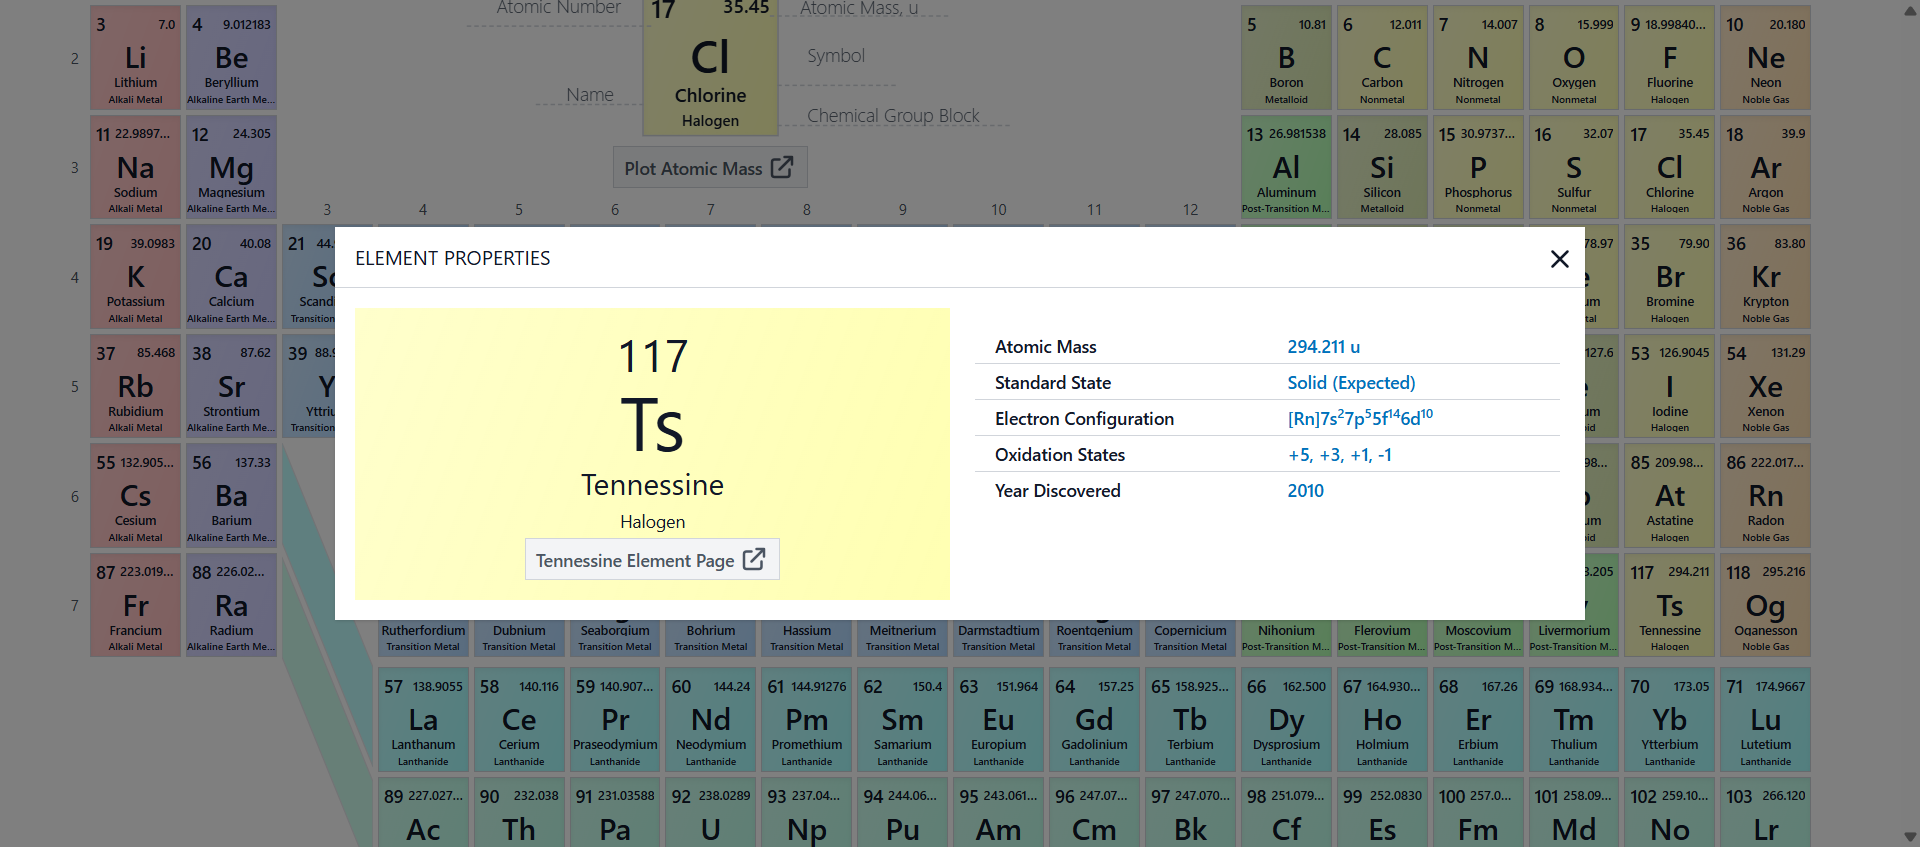 Atomic Number
17 35.45
Atomic Mass, u
Cl
Symbol
Name
Chlorine
Halogen
Chemical Group Block
Plot Atomic Mass
2
3 7.0
Li
Lithium
Alkali Metal
4 9.012183
Be
Beryllium
Alkaline Earth Me...
5 10.81
B
Boron
Metalloid
6 12.011
C
Carbon
Nonmetal
7 14.007
N
Nitrogen
Nonmetal
8 15.999
O
Oxygen
Nonmetal
9 18.99840...
F
Fluorine
Halogen
10 20.180
Ne
Neon
Noble Gas
3
11 22.9897...
Na
Sodium
Alkali Metal
12 24.305
Mg
Magnesium
Alkaline Earth Me...
13 26.981538
Al
Aluminum
Post-Transition M...
14 28.085
Si
Silicon
Metalloid
15 30.9737...
P
Phosphorus
Nonmetal
16 32.07
S
Sulfur
Nonmetal
17 35.45
Cl
Chlorine
Halogen
18 39.9
Ar
Argon
Noble Gas
3 4 5 6 7 8 9 10 11 12
4
19 39.0983
K
Potassium
Alkali Metal
20 40.08
Ca
Calcium
Alkaline Earth Me...
21 44.
Sc
Scandi
Transition
78.97
35 79.90
Br
Bromine
Halogen
36 83.80
Kr
Krypton
Noble Gas
5
37 85.468
Rb
Rubidium
Alkali Metal
38 87.62
Sr
Strontium
Alkaline Earth Me...
39 88.9
Y
Yttriu
Transition
127.6
53 126.9045
I
Iodine
Halogen
54 131.29
Xe
Xenon
Noble Gas
6
55 132.905...
Cs
Cesium
Alkali Metal
56 137.33
Ba
Barium
Alkaline Earth Me...
98...
85 209.98...
At
Astatine
Halogen
86 222.017...
Rn
Radon
Noble Gas
7
87 223.019...
Fr
Francium
Alkali Metal
88 226.02...
Ra
Radium
Alkaline Earth Me...
3.205
117 294.211
Ts
Tennessine
Halogen
118 295.216
Og
Oganesson
Noble Gas
ELEMENT PROPERTIES
117
Ts
Tennessine
Halogen
Tennessine Element Page
Atomic Mass 294.211 u
Standard State Solid (Expected)
Electron Configuration [Rn]7s²7p⁵5f¹⁴6d¹⁰
Oxidation States +5, +3, +1, -1
Year Discovered 2010
Rutherfordium
Transition Metal
Dubnium
Transition Metal
Seaborgium
Transition Metal
Bohrium
Transition Metal
Hassium
Transition Metal
Meitnerium
Transition Metal
Darmstadtium
Transition Metal
Roentgenium
Transition Metal
Copernicium
Transition Metal
Nihonium
Post-Transition M...
Flerovium
Post-Transition M...
Moscovium
Post-Transition M...
Livermorium
Post-Transition M...
57 138.9055
La
Lanthanum
Lanthanide
58 140.116
Ce
Cerium
Lanthanide
59 140.907...
Pr
Praseodymium
Lanthanide
60 144.24
Nd
Neodymium
Lanthanide
61 144.91276
Pm
Promethium
Lanthanide
62 150.4
Sm
Samarium
Lanthanide
63 151.964
Eu
Europium
Lanthanide
64 157.25
Gd
Gadolinium
Lanthanide
65 158.925...
Tb
Terbium
Lanthanide
66 162.500
Dy
Dysprosium
Lanthanide
67 164.930...
Ho
Holmium
Lanthanide
68 167.26
Er
Erbium
Lanthanide
69 168.934...
Tm
Thulium
Lanthanide
70 173.05
Yb
Ytterbium
Lanthanide
71 174.9667
Lu
Lutetium
Lanthanide
89 227.027...
Ac
90 232.038
Th
91 231.03588
Pa
92 238.0289
U
93 237.04...
Np
94 244.06...
Pu
95 243.061...
Am
96 247.07...
Cm
97 247.070...
Bk
98 251.079...
Cf
99 252.0830
Es
100 257.0...
Fm
101 258.09...
Md
102 259.10...
No
103 266.120
Lr